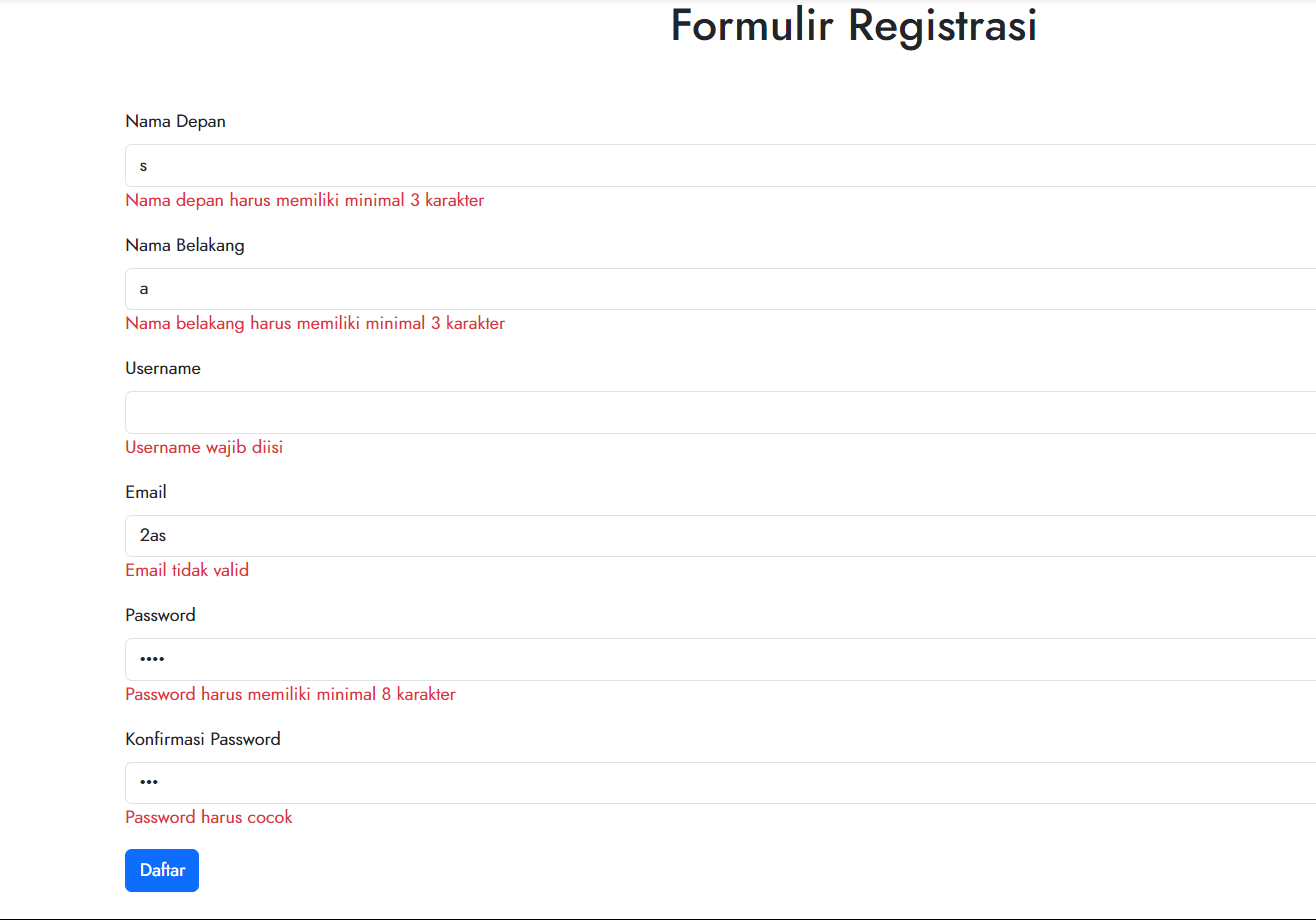 Formulir Registrasi
Nama Depan
s
Nama depan harus memiliki minimal 3 karakter
Nama Belakang
a
Nama belakang harus memiliki minimal 3 karakter
Username
Username wajib diisi
Email
2as
Email tidak valid
Password
••••
Password harus memiliki minimal 8 karakter
Konfirmasi Password
•••
Password harus cocok
Daftar